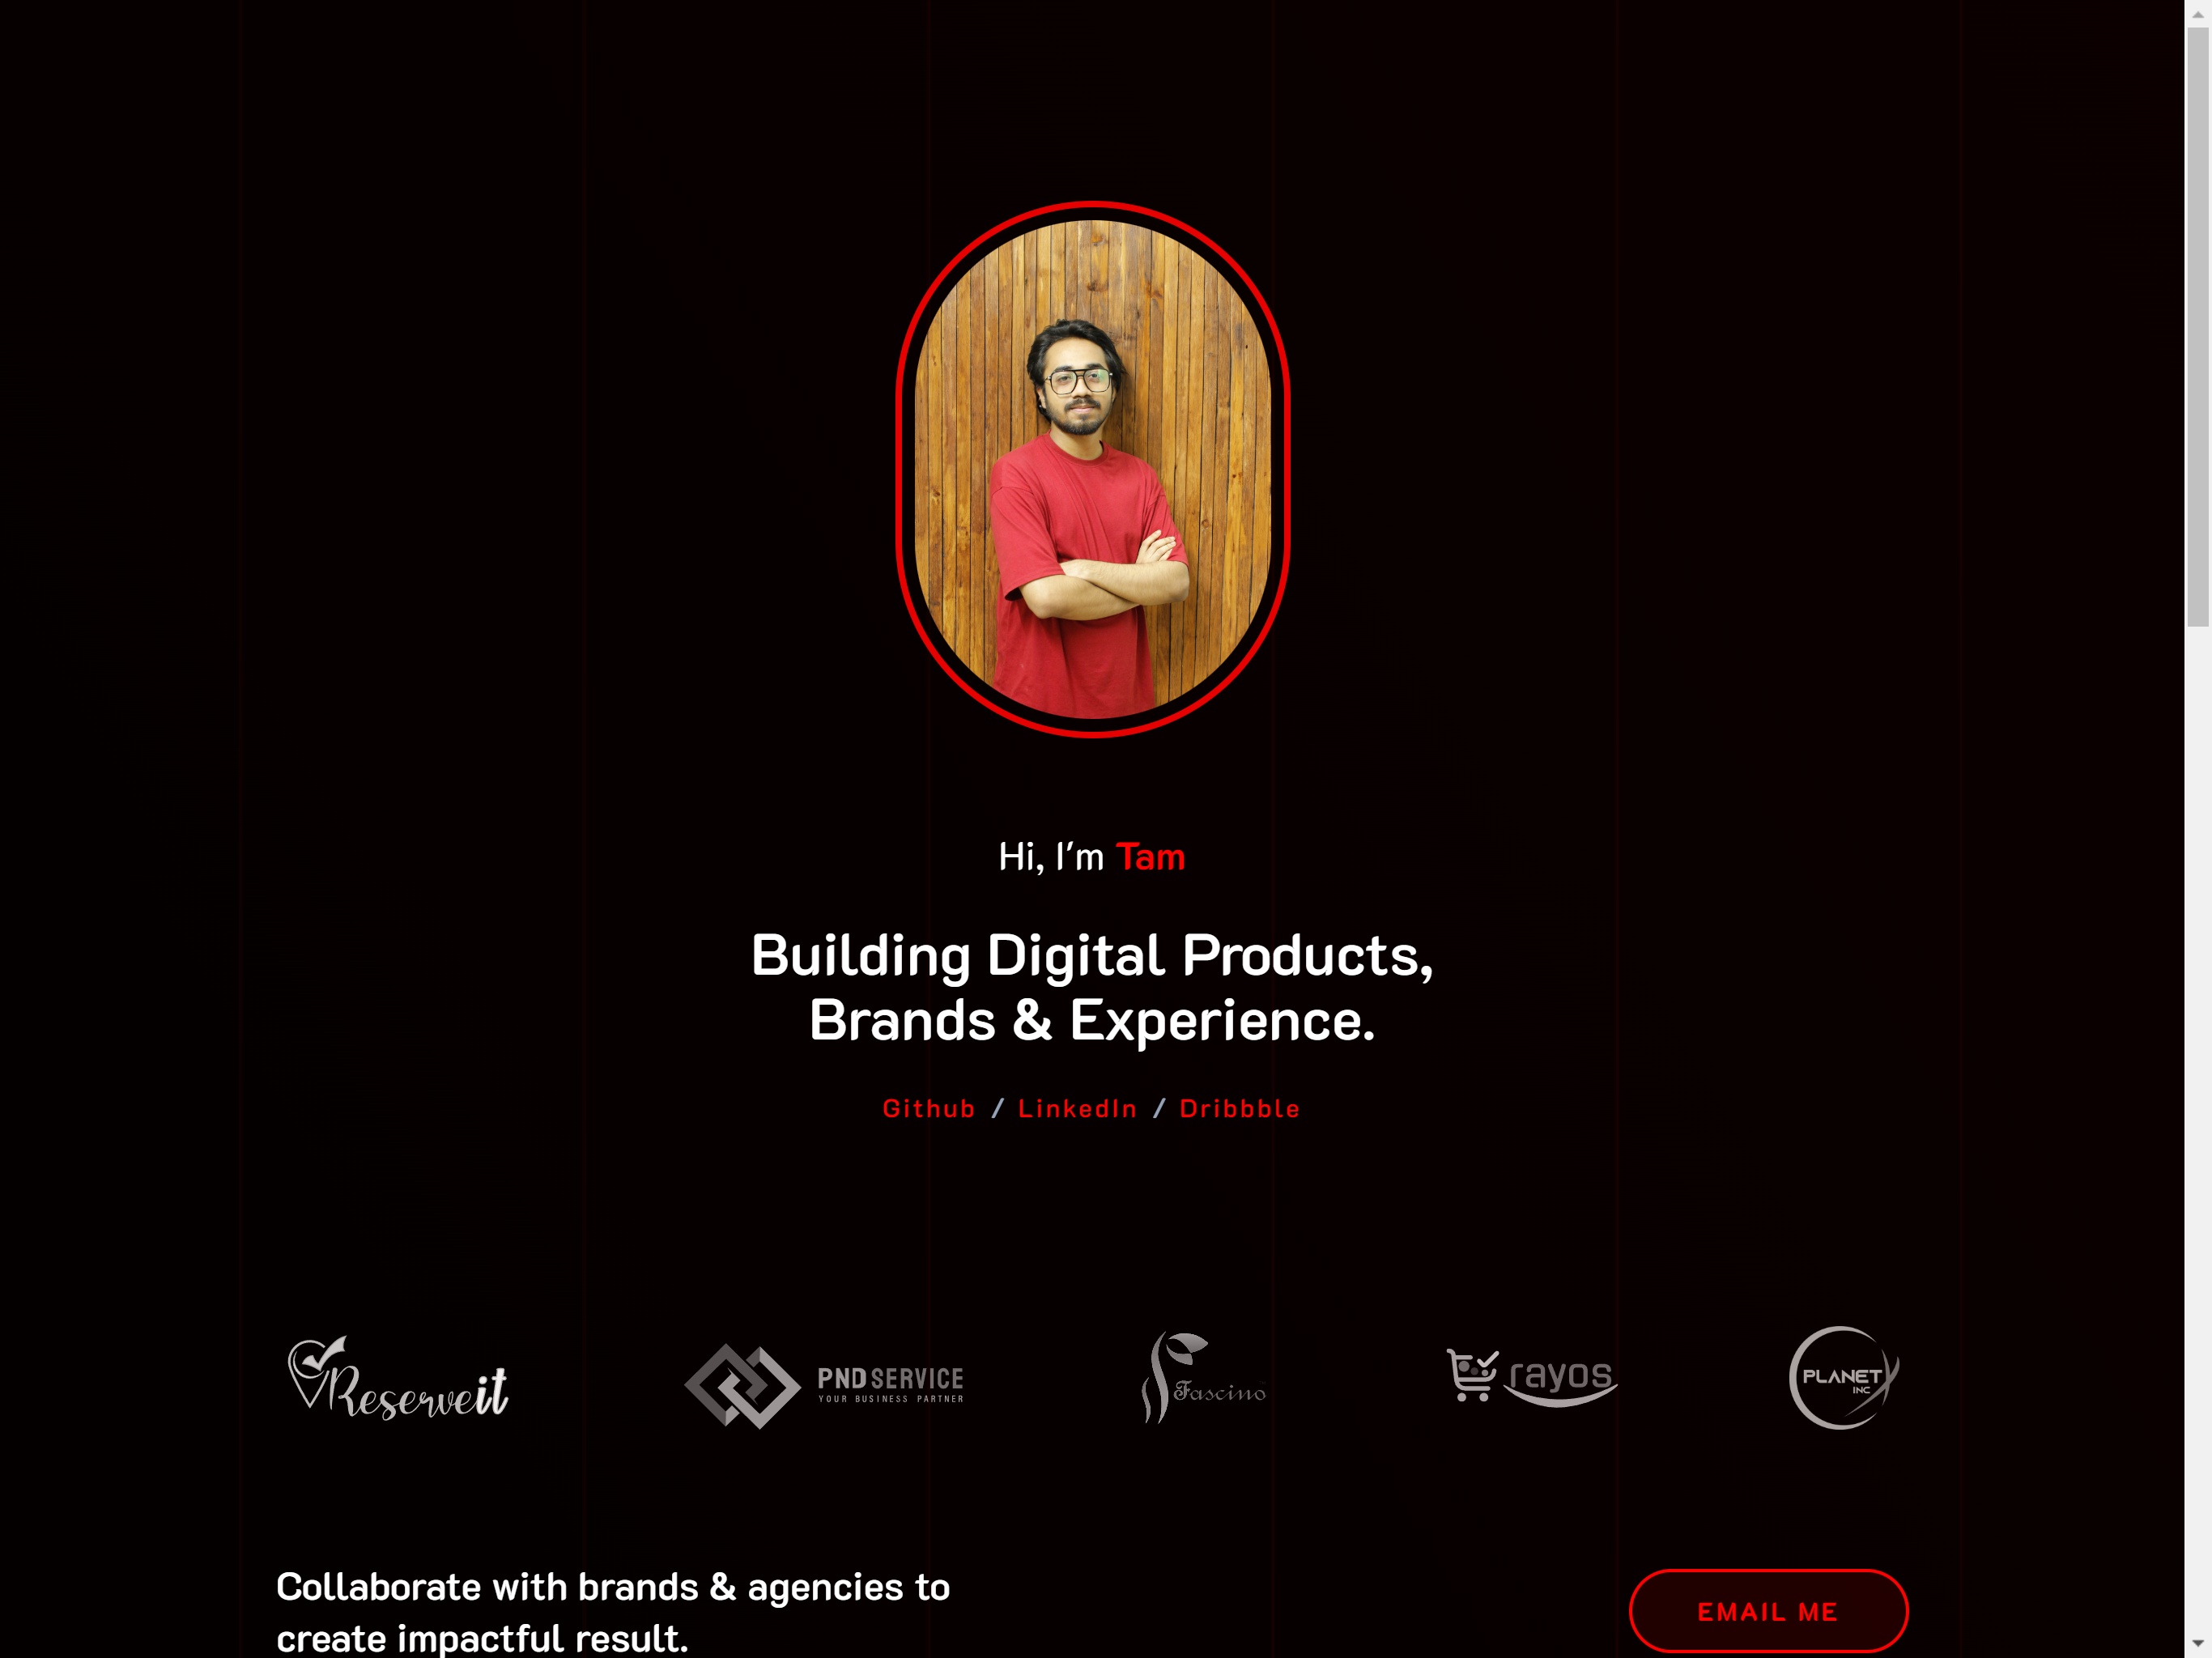 Hi, I'm Tam
Building Digital Products,
Brands & Experience.
Github / LinkedIn / Dribbble
Reserveit
PND SERVICE
YOUR BUSINESS PARTNER
Fascino
rayos
PLANET
INC
Collaborate with brands & agencies to
create impactful result.
EMAIL ME